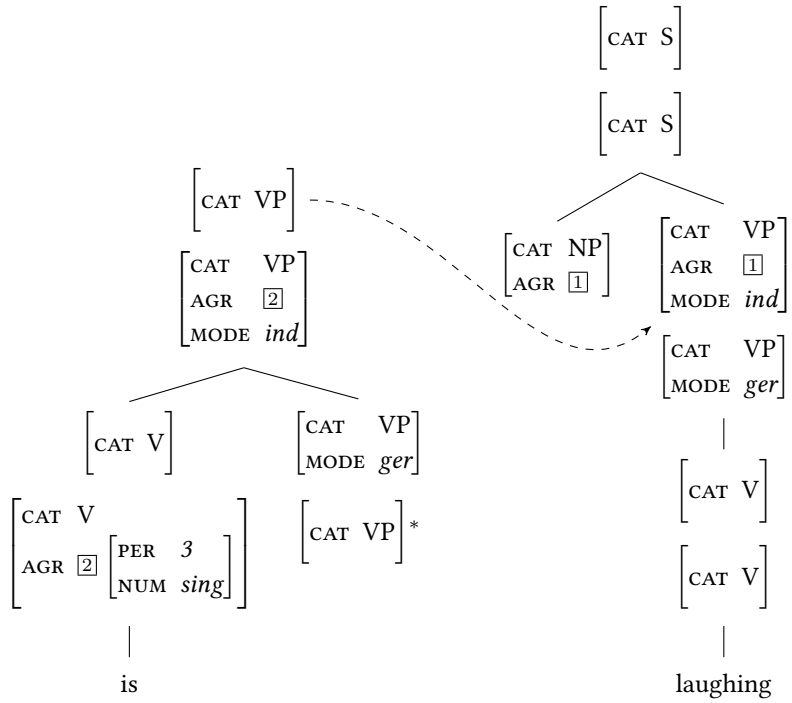 [CAT S]
[CAT S]
[CAT VP]
[CAT NP
AGR 1]
[CAT VP
AGR 1
MODE ind]
[CAT VP
AGR 2
MODE ind]
[CAT VP
MODE ger]
[CAT V]
[CAT VP
MODE ger]
[CAT V]
[CAT V
AGR 2 [PER 3
NUM sing]]
[CAT VP]*
[CAT V]
is
laughing